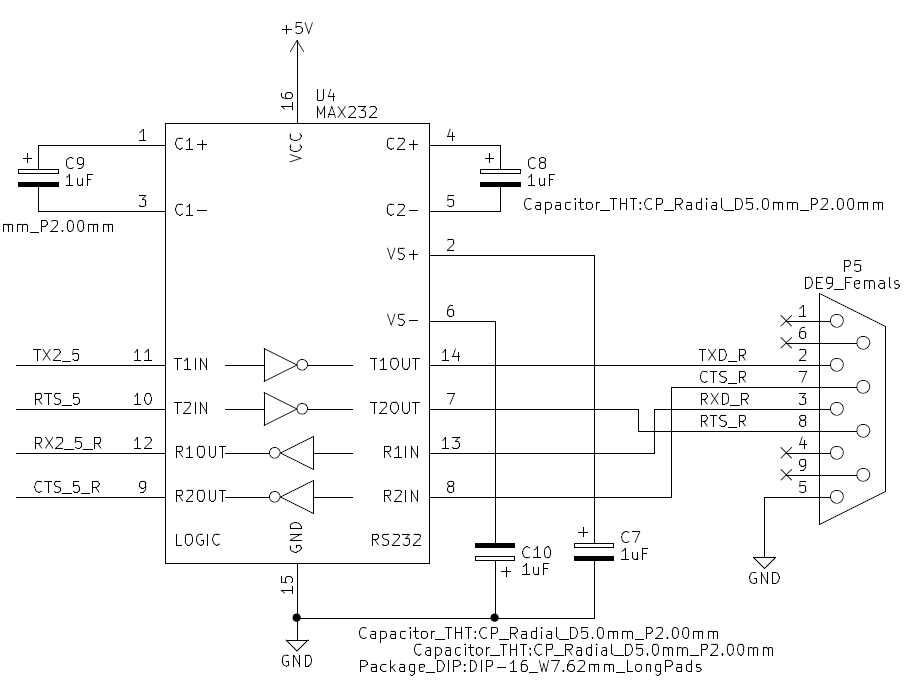 +5V
16
U4
MAX232
1
C1+
VCC
C2+
4
+
C9
1uF
+
C8
1uF
3
C1-
C2-
5
Capacitor_THT:CP_Radial_D5.0mm_P2.00mm
mm_P2.00mm
VS+
2
P5
DE9_Femals
VS-
6
1
6
TX2_5
11
T1IN
T1OUT
14
TXD_R
2
CTS_R
7
RTS_5
10
T2IN
T2OUT
7
RXD_R
3
RTS_R
8
RX2_5_R
12
R1OUT
R1IN
13
4
9
CTS_5_R
9
R2OUT
R2IN
8
5
LOGIC
GND
RS232
C10
1uF
+
+
C7
1uF
15
GND
GND
Capacitor_THT:CP_Radial_D5.0mm_P2.00mm
Capacitor_THT:CP_Radial_D5.0mm_P2.00mm
Package_DIP:DIP-16_W7.62mm_LongPads